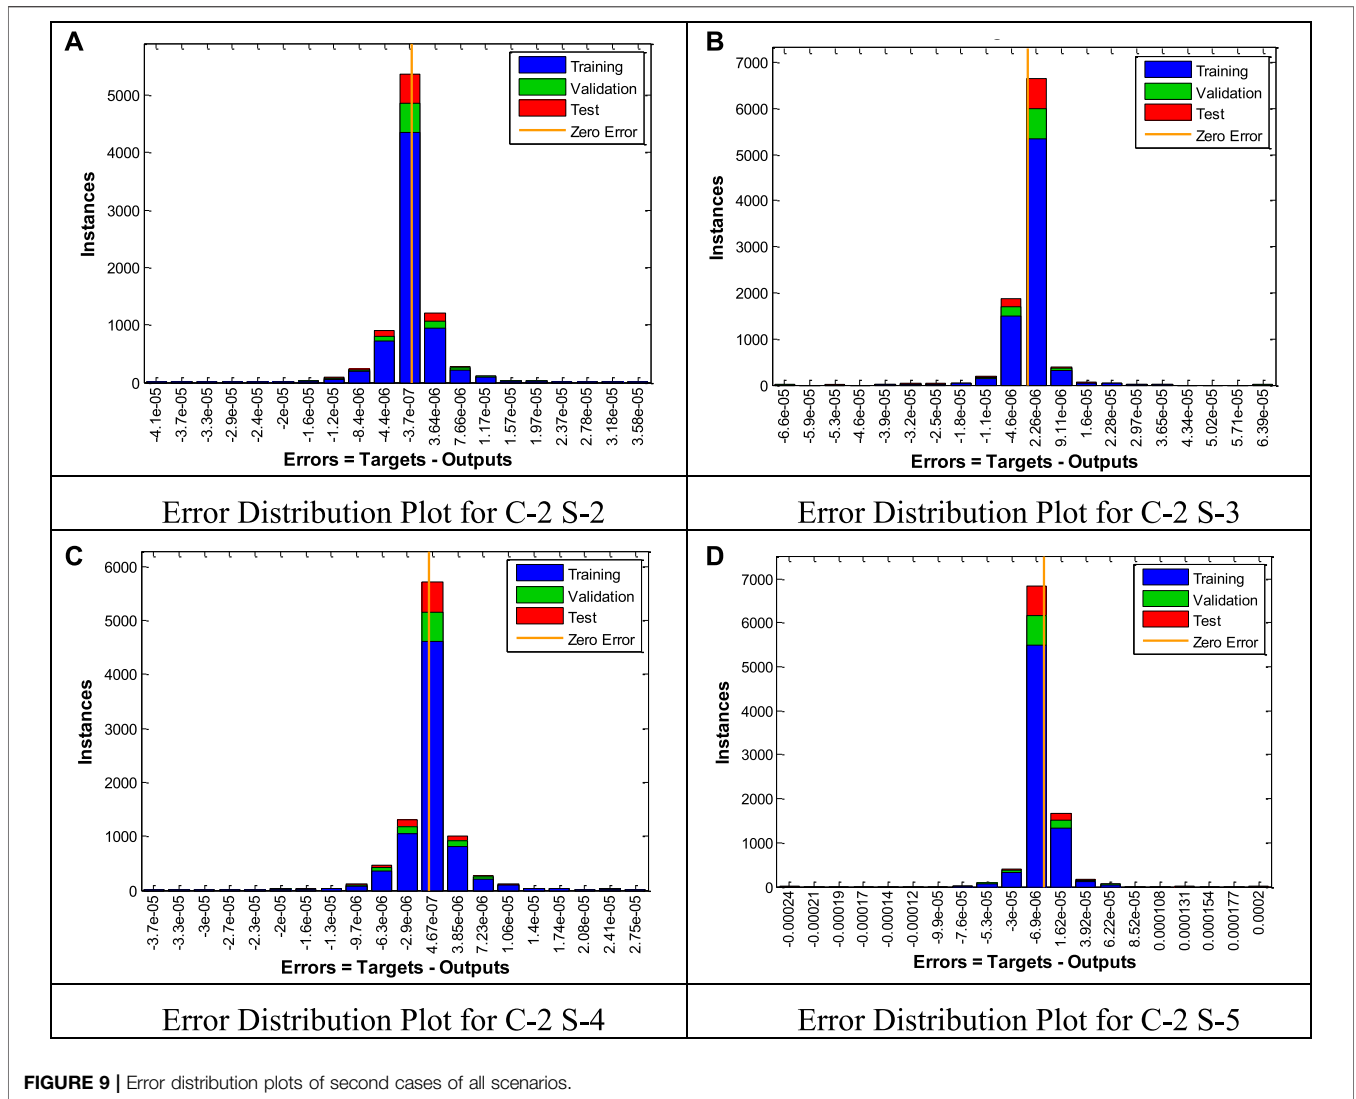 A
5000
4000
3000
2000
1000
0
Instances
Training
Validation
Test
Zero Error
-4.1e-05
-3.7e-05
-3.3e-05
-2.9e-05
-2.4e-05
-2e-05
-1.6e-05
-1.2e-05
-8.4e-06
-4.4e-06
-3.7e-07
3.64e-06
7.66e-06
1.17e-05
1.57e-05
1.97e-05
2.37e-05
2.78e-05
3.18e-05
3.58e-05
Errors = Targets - Outputs
Error Distribution Plot for C-2 S-2
B
7000
6000
5000
4000
3000
2000
1000
0
Instances
Training
Validation
Test
Zero Error
-6.6e-05
-5.9e-05
-5.3e-05
-4.6e-05
-3.9e-05
-3.2e-05
-2.5e-05
-1.8e-05
-1.1e-05
-4.6e-06
2.26e-06
9.11e-06
1.6e-05
2.28e-05
2.97e-05
3.65e-05
4.34e-05
5.02e-05
5.71e-05
6.39e-05
Errors = Targets - Outputs
Error Distribution Plot for C-2 S-3
C
6000
5000
4000
3000
2000
1000
0
Instances
Training
Validation
Test
Zero Error
-3.7e-05
-3.3e-05
-3e-05
-2.7e-05
-2.3e-05
-2e-05
-1.6e-05
-1.3e-05
-9.7e-06
-6.3e-06
-2.9e-06
4.67e-07
3.85e-06
7.23e-06
1.06e-05
1.4e-05
1.74e-05
2.08e-05
2.41e-05
2.75e-05
Errors = Targets - Outputs
Error Distribution Plot for C-2 S-4
D
7000
6000
5000
4000
3000
2000
1000
0
Instances
Training
Validation
Test
Zero Error
-0.00024
-0.00021
-0.00019
-0.00017
-0.00014
-0.00012
-9.9e-05
-7.6e-05
-5.3e-05
-3e-05
-6.9e-06
1.62e-05
3.92e-05
6.22e-05
8.52e-05
0.000108
0.000131
0.000154
0.000177
0.0002
Errors = Targets - Outputs
Error Distribution Plot for C-2 S-5
FIGURE 9 | Error distribution plots of second cases of all scenarios.